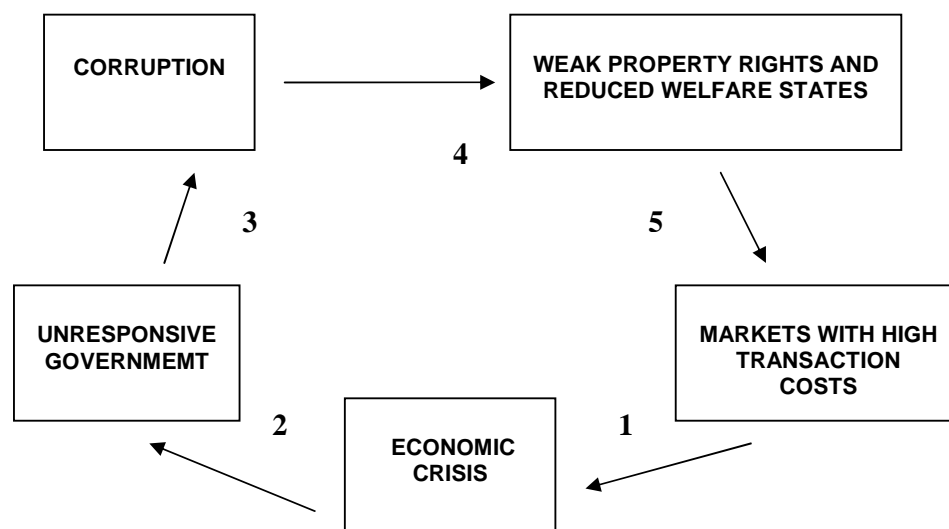 CORRUPTION
WEAK PROPERTY RIGHTS AND
REDUCED WELFARE STATES
4
3
5
UNRESPONSIVE
GOVERNMEMT
MARKETS WITH HIGH
TRANSACTION
COSTS
2
1
ECONOMIC
CRISIS